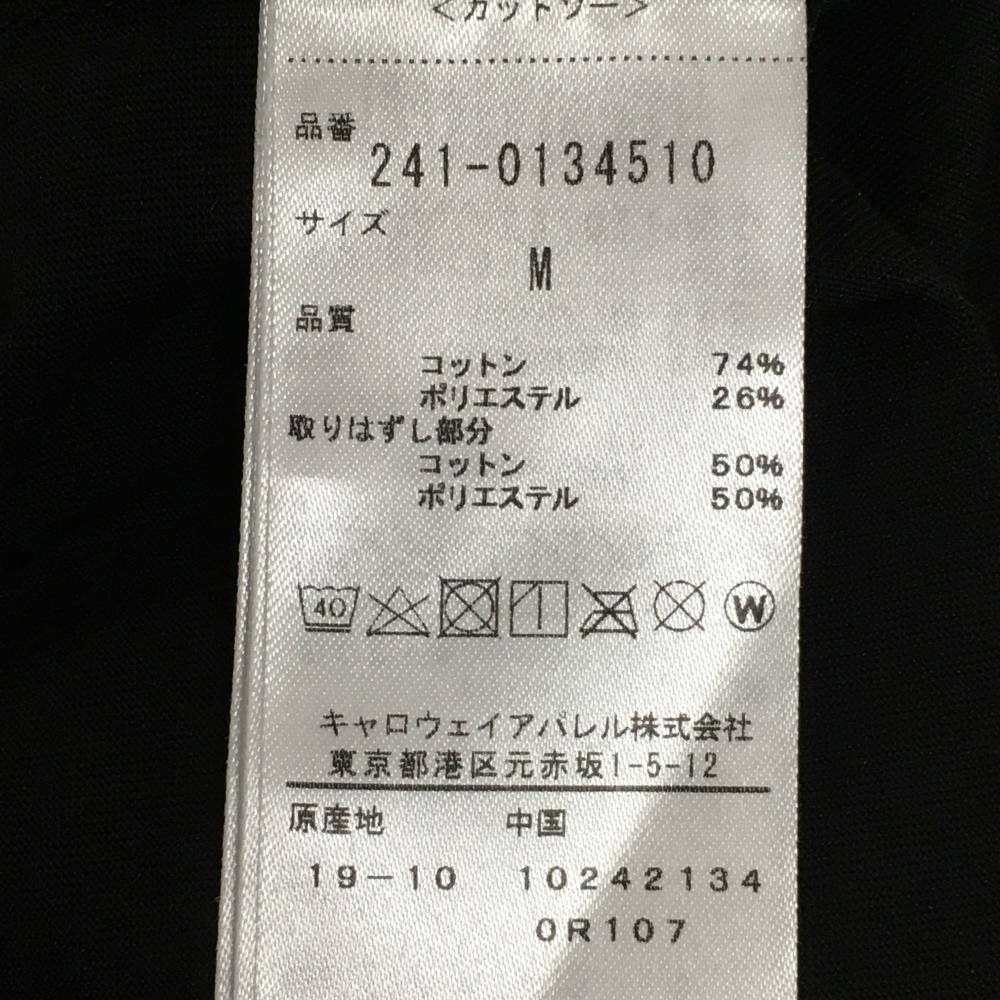 <カットソー>
品番
241-0134510
サイズ
M
品質
コットン 74%
ポリエステル 26%
取りはずし部分
コットン 50%
ポリエステル 50%
40 W
キャロウェイアパレル株式会社
東京都港区元赤坂1-5-12
原産地 中国
19-10 10242134
0R107